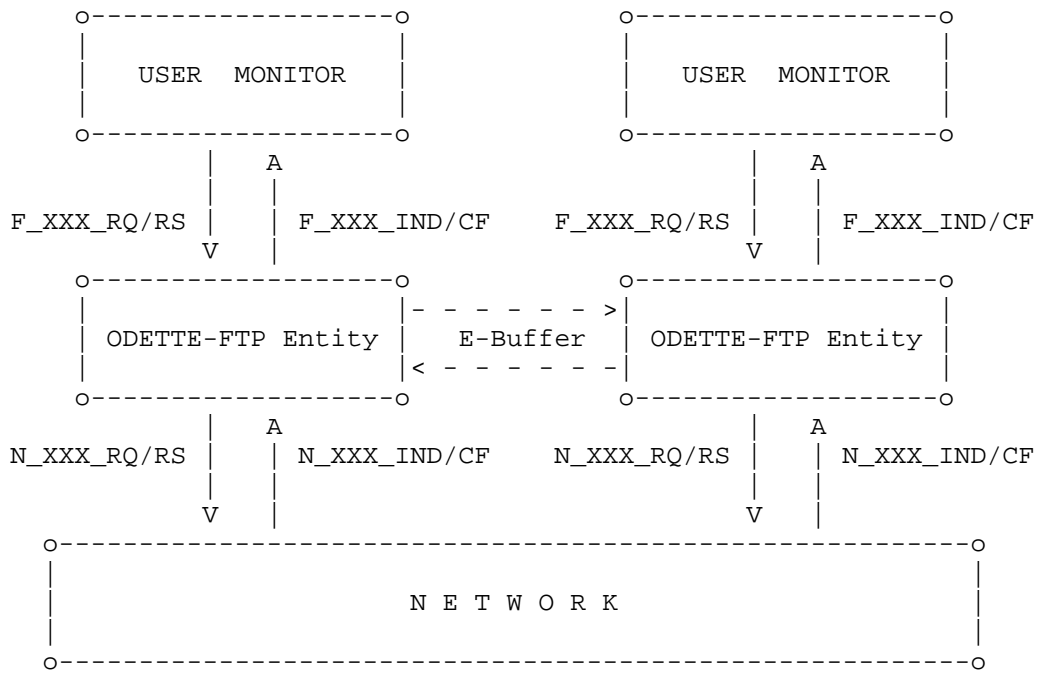 USER MONITOR USER MONITOR
A A
F_XXX_RQ/RS F_XXX_IND/CF F_XXX_RQ/RS F_XXX_IND/CF
V V
ODETTE-FTP Entity E-Buffer ODETTE-FTP Entity
A A
N_XXX_RQ/RS N_XXX_IND/CF N_XXX_RQ/RS N_XXX_IND/CF
V V
N E T W O R K